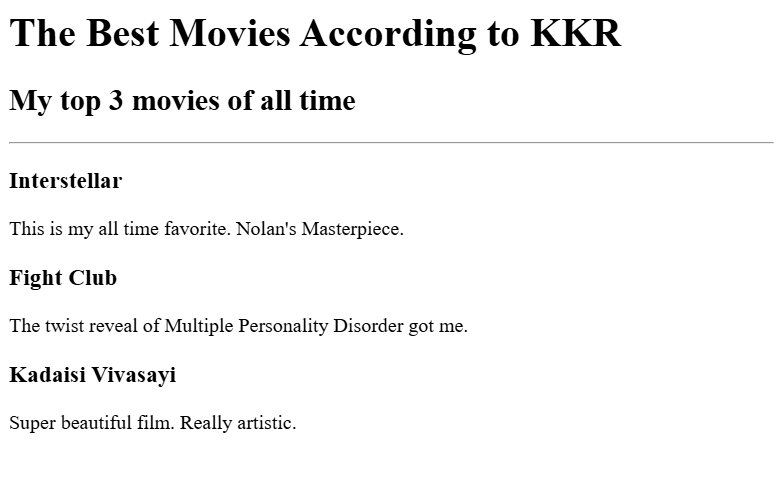 The Best Movies According to KKR
My top 3 movies of all time
Interstellar
This is my all time favorite. Nolan's Masterpiece.
Fight Club
The twist reveal of Multiple Personality Disorder got me.
Kadaisi Vivasayi
Super beautiful film. Really artistic.